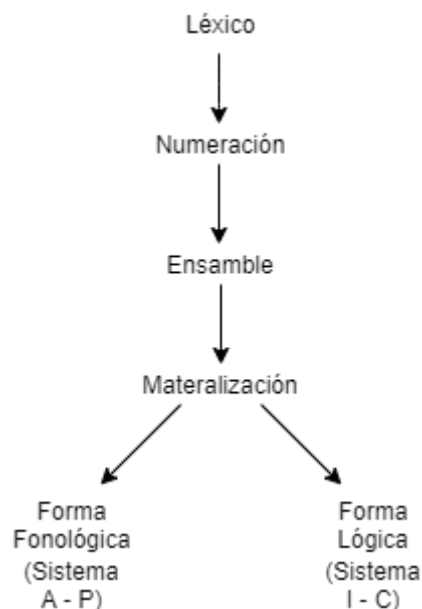 Léxico
Numeración
Ensamble
Materalización
Forma
Fonológica
(Sistema
A - P)
Forma
Lógica
(Sistema
I - C)